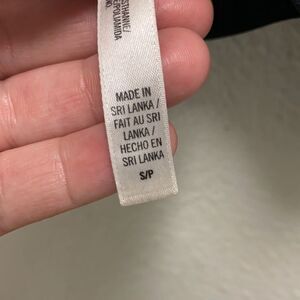 MADE IN
SRI LANKA /
FAIT AU SRI
LANKA /
HECHO EN
SRI LANKA
S/P